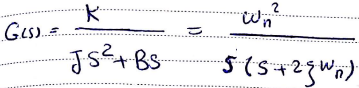 G(s) = K / (JS² + BS) = ωn² / (S (S + 2ζωn))